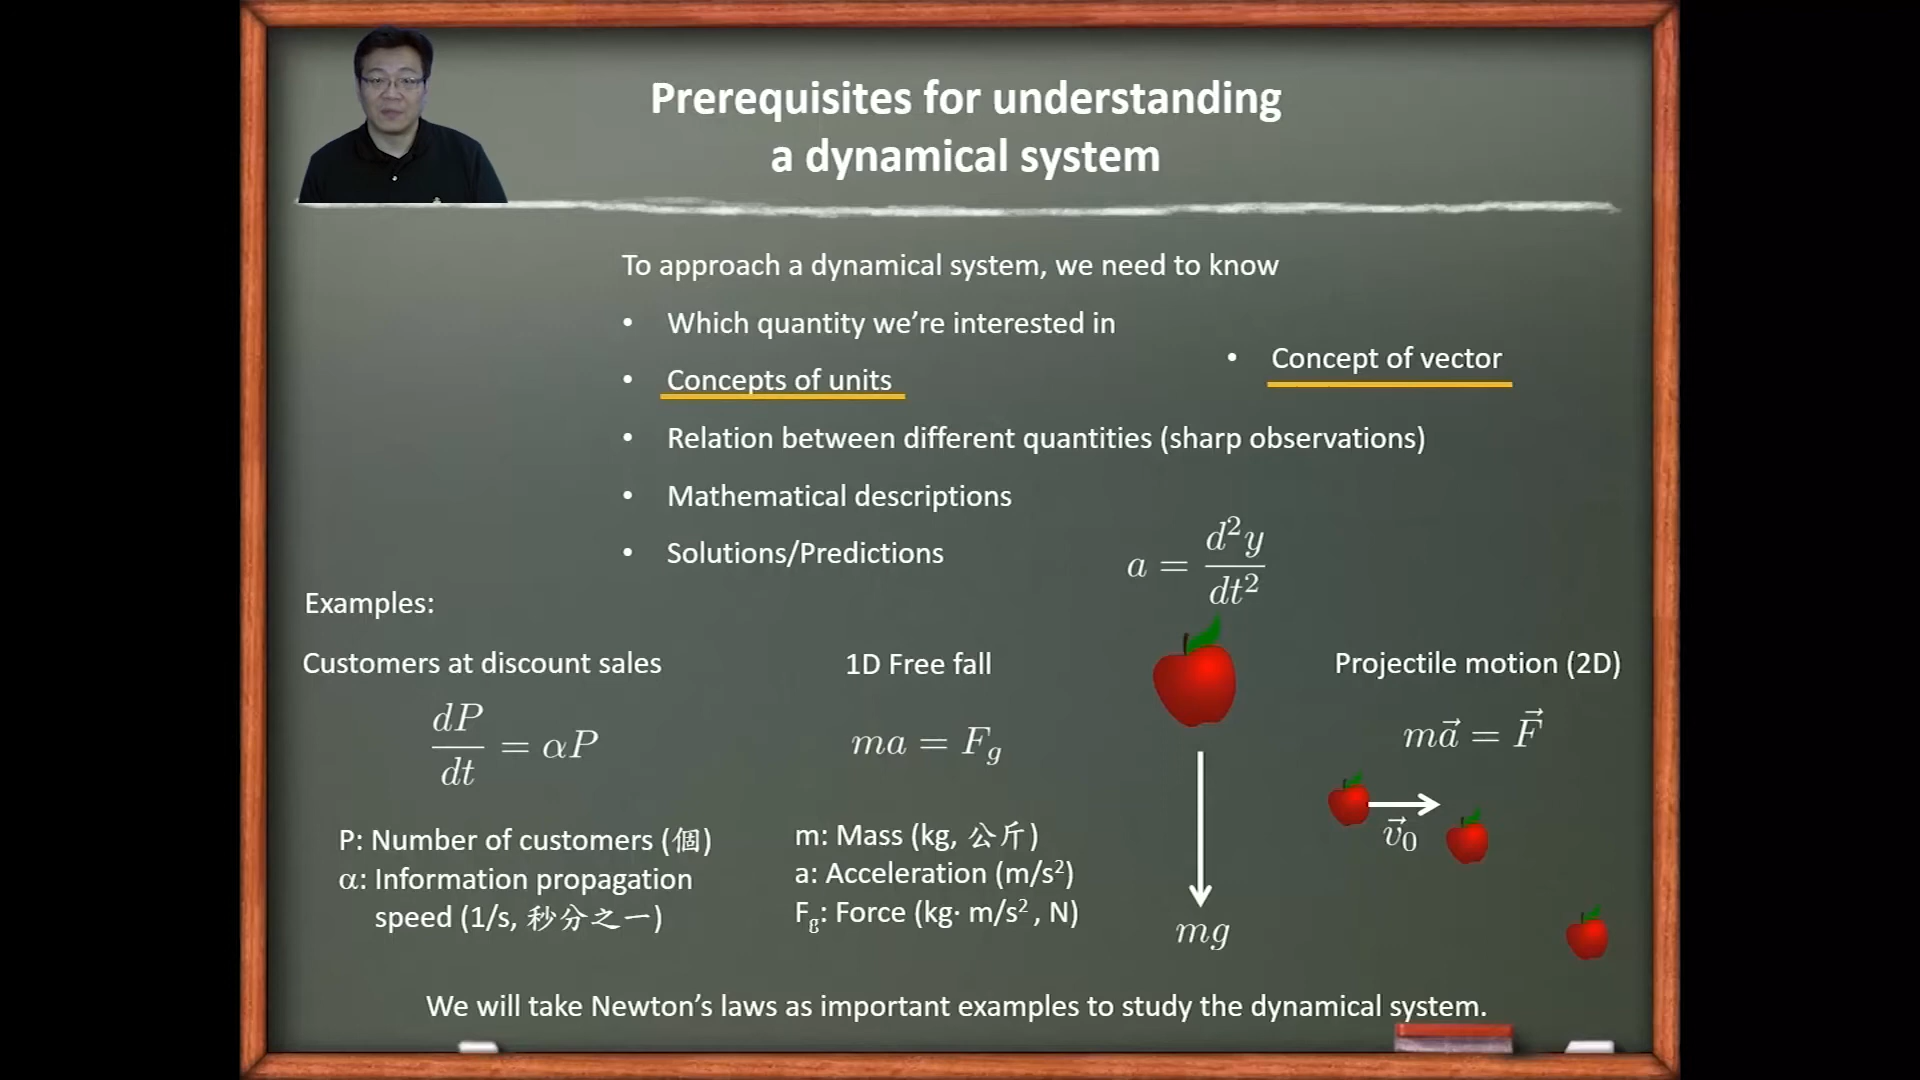 Prerequisites for understanding
a dynamical system
To approach a dynamical system, we need to know
• Which quantity we’re interested in
• Concepts of units
• Concept of vector
• Relation between different quantities (sharp observations)
• Mathematical descriptions
• Solutions/Predictions
a = d²y/dt²
Examples:
Customers at discount sales
dP/dt = αP
P: Number of customers (個)
α: Information propagation
speed (1/s, 秒分之一)
1D Free fall
ma = F_g
m: Mass (kg, 公斤)
a: Acceleration (m/s²)
F_g: Force (kg· m/s² , N)
mg
Projectile motion (2D)
ma⃗ = F⃗
v⃗₀
We will take Newton’s laws as important examples to study the dynamical system.